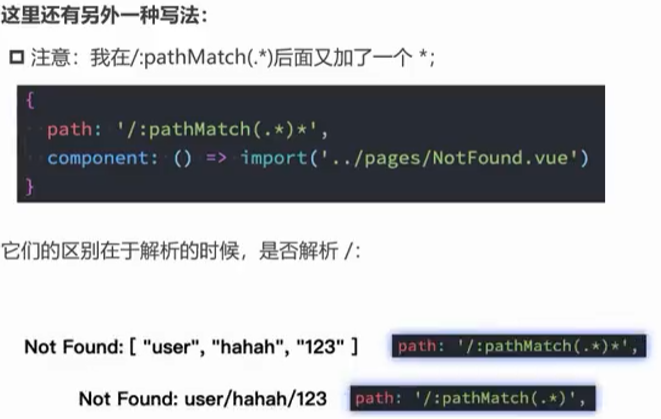 这里还有另外一种写法：
注意：我在/:pathMatch(.*)后面又加了一个 *;
{
path: '/:pathMatch(.*)*',
component: () => import('../pages/NotFound.vue')
}
它们的区别在于解析的时候，是否解析 /：
Not Found: [ "user", "hahah", "123" ] path: '/:pathMatch(.*)*',
Not Found: user/hahah/123 path: '/:pathMatch(.*)',